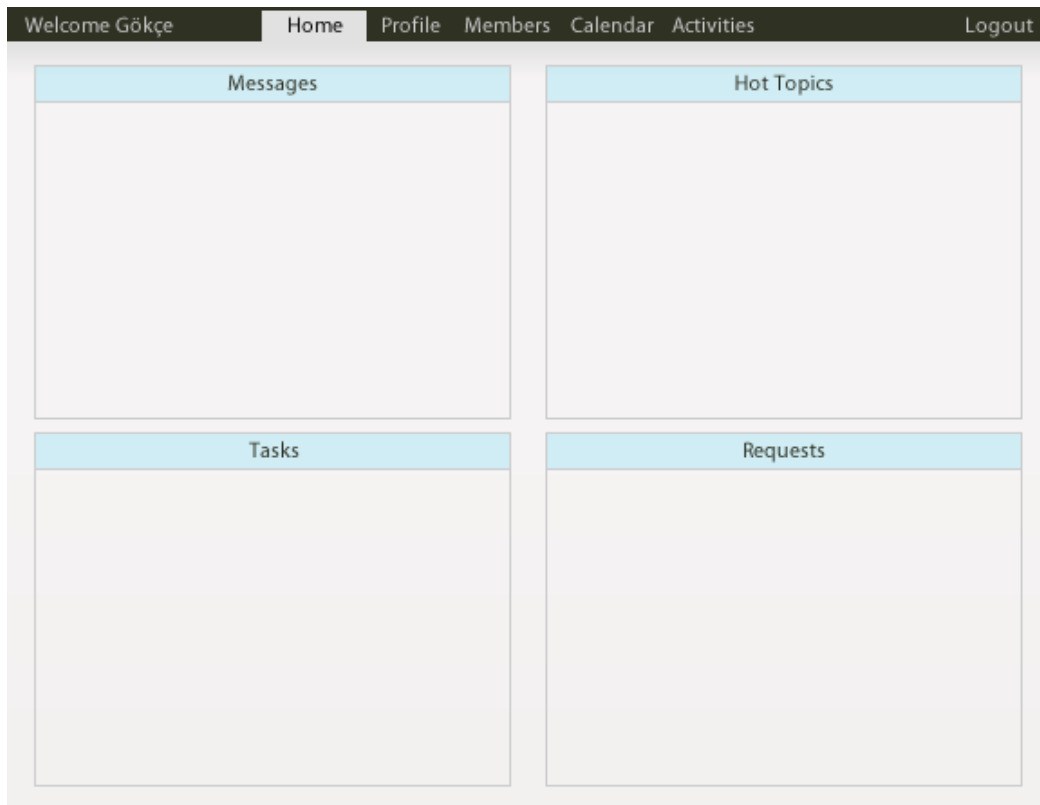 Welcome Gökçe Home Profile Members Calendar Activities Logout
Messages
Hot Topics
Tasks
Requests